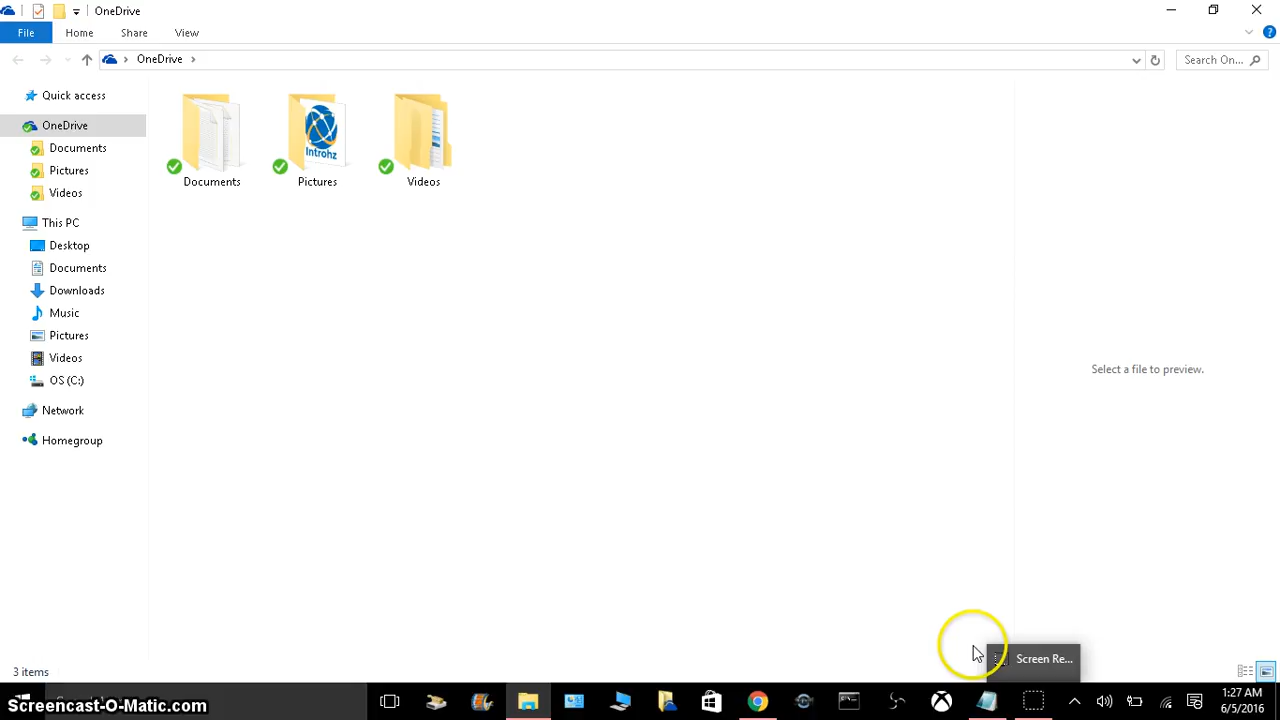 OneDrive
File Home Share View
OneDrive
Search On...
Quick access
OneDrive
Documents
Pictures
Videos
This PC
Desktop
Documents
Downloads
Music
Pictures
Videos
OS (C:)
Network
Homegroup
Introhz
Documents Pictures Videos
Select a file to preview.
Screen Re...
3 items
Screencast-O-Matic.com
1:27 AM
6/5/2016